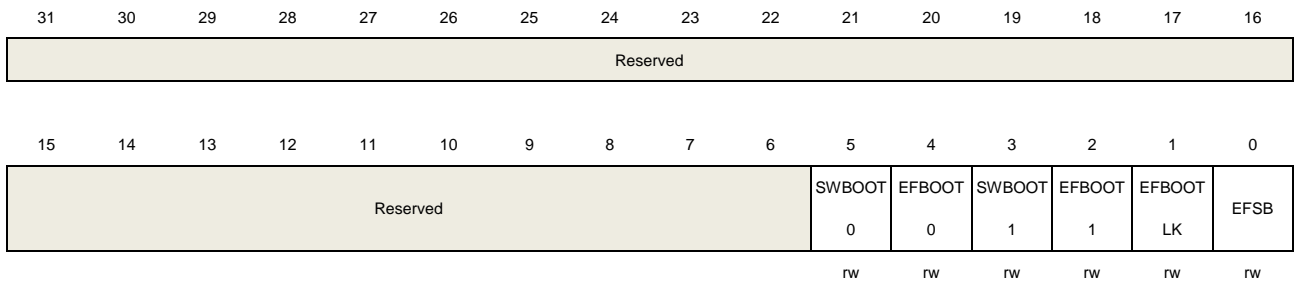 31 30 29 28 27 26 25 24 23 22 21 20 19 18 17 16
Reserved
15 14 13 12 11 10 9 8 7 6 5 4 3 2 1 0
Reserved
SWBOOT EFBOOT SWBOOT EFBOOT EFBOOT EFSB
0 0 1 1 LK
rw rw rw rw rw rw